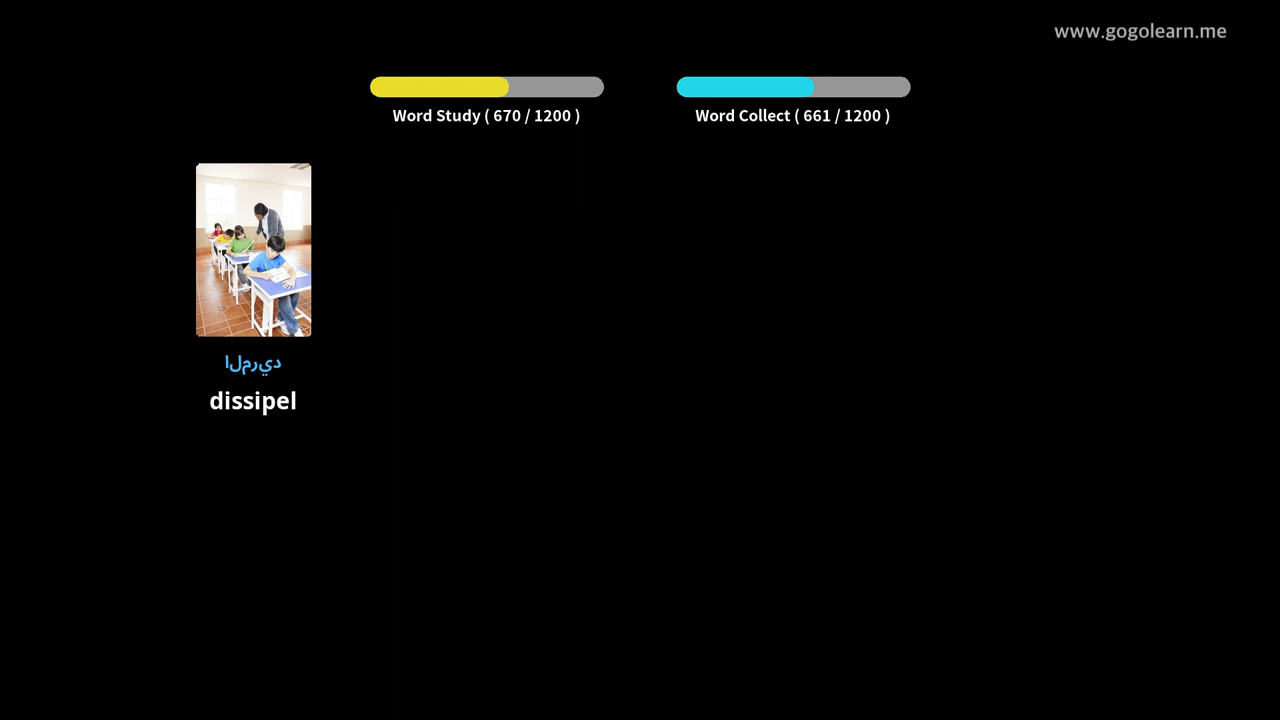 www.gogolearn.me
Word Study ( 670 / 1200 )
Word Collect ( 661 / 1200 )
المريد
dissipel